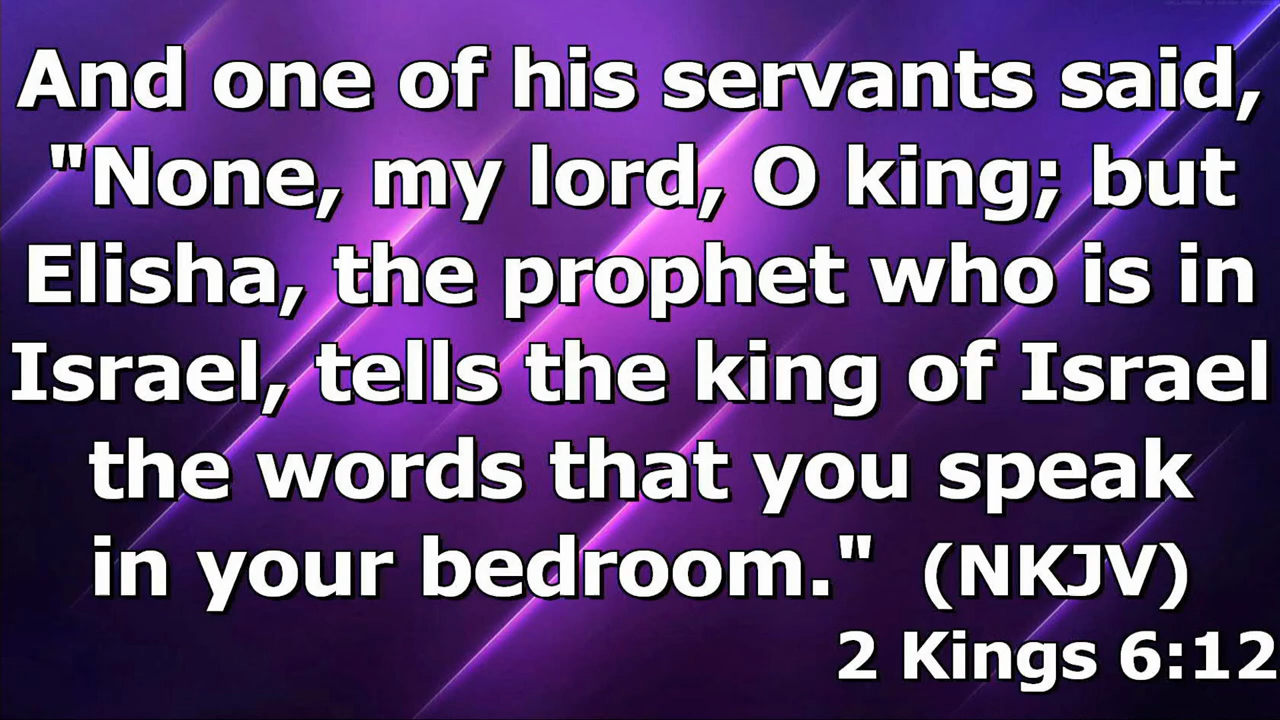 And one of his servants said,
"None, my lord, O king; but
Elisha, the prophet who is in
Israel, tells the king of Israel
the words that you speak
in your bedroom." (NKJV)
2 Kings 6:12